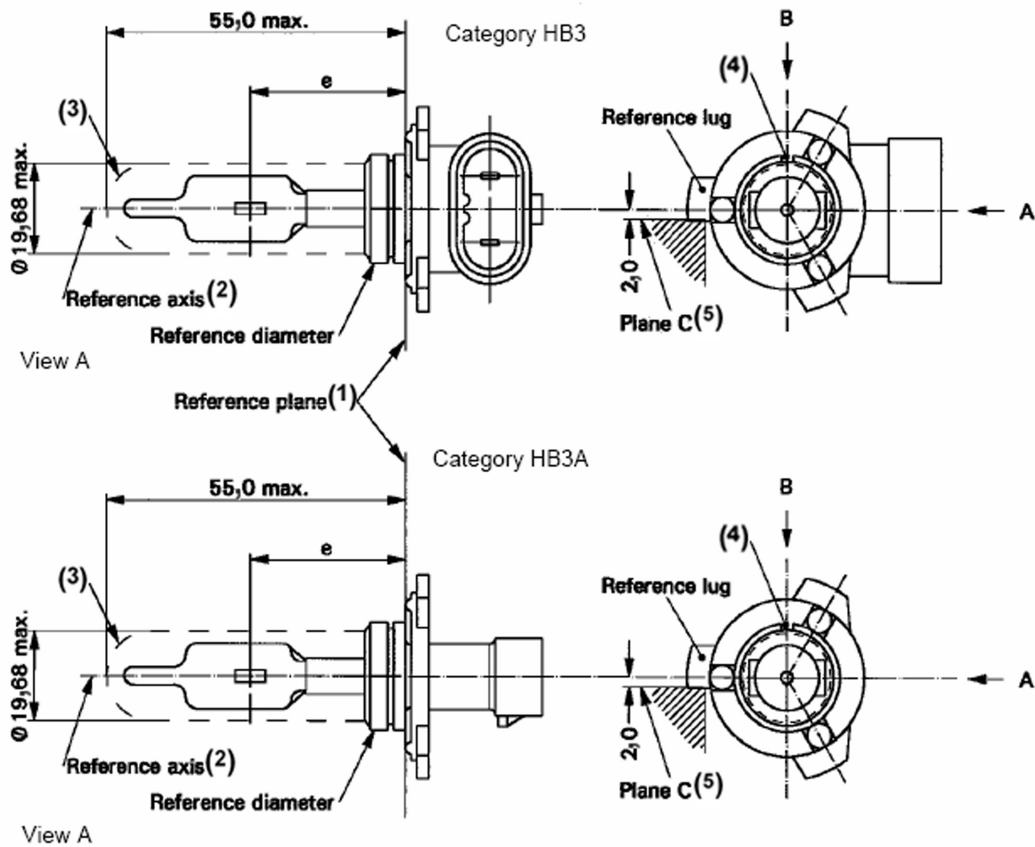 55,0 max.
Category HB3
B
(4)
e
(3)
Reference lug
Ø 19,68 max.
A
2,0
Reference axis(2)
Plane C(5)
Reference diameter
View A
Reference plane(1)
Category HB3A
55,0 max.
B
(4)
e
(3)
Reference lug
Ø 19,68 max.
A
2,0
Reference axis(2)
Plane C(5)
Reference diameter
View A